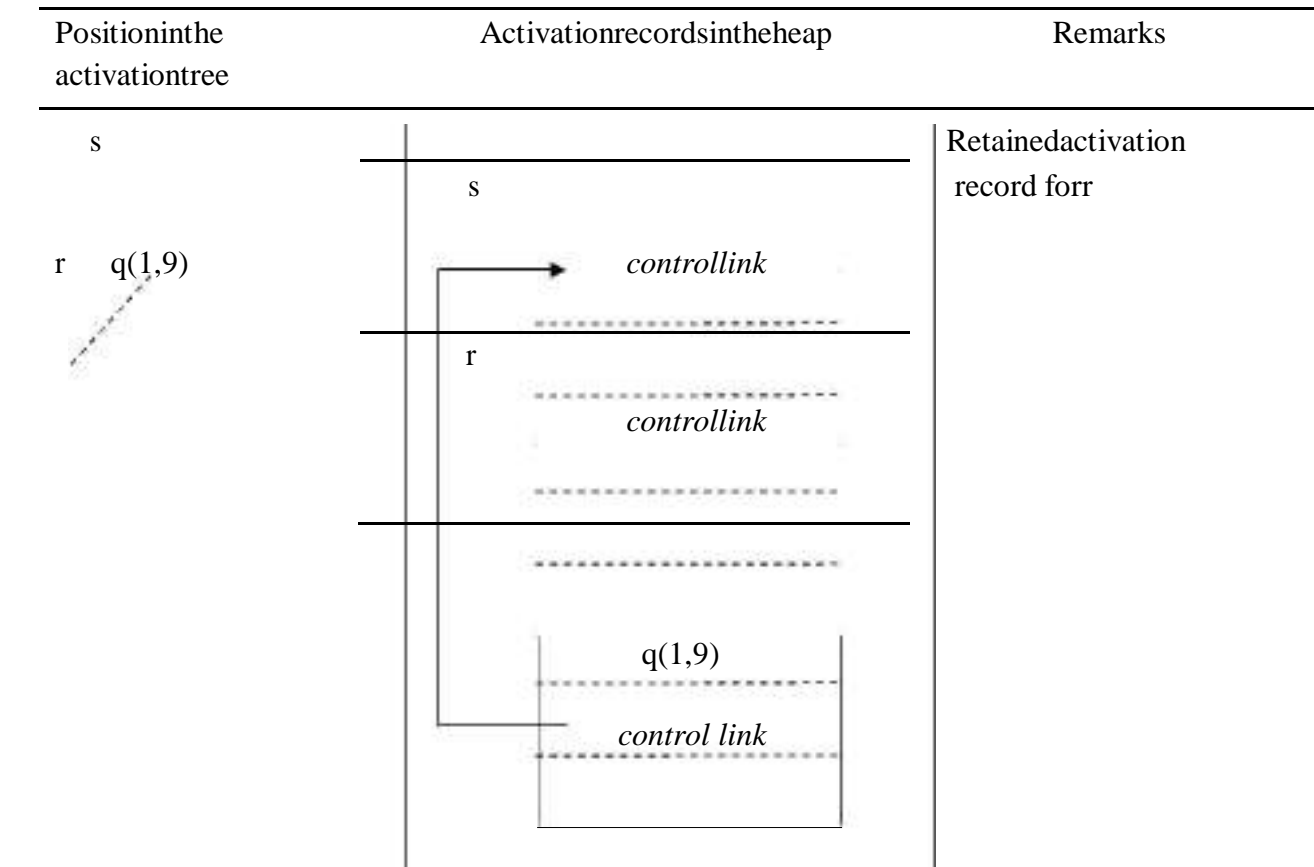 Positioninthe
activationtree
Activationrecordsintheheap
Remarks
s
r q(1,9)
s
controllink
r
controllink
q(1,9)
control link
Retainedactivation
record forr